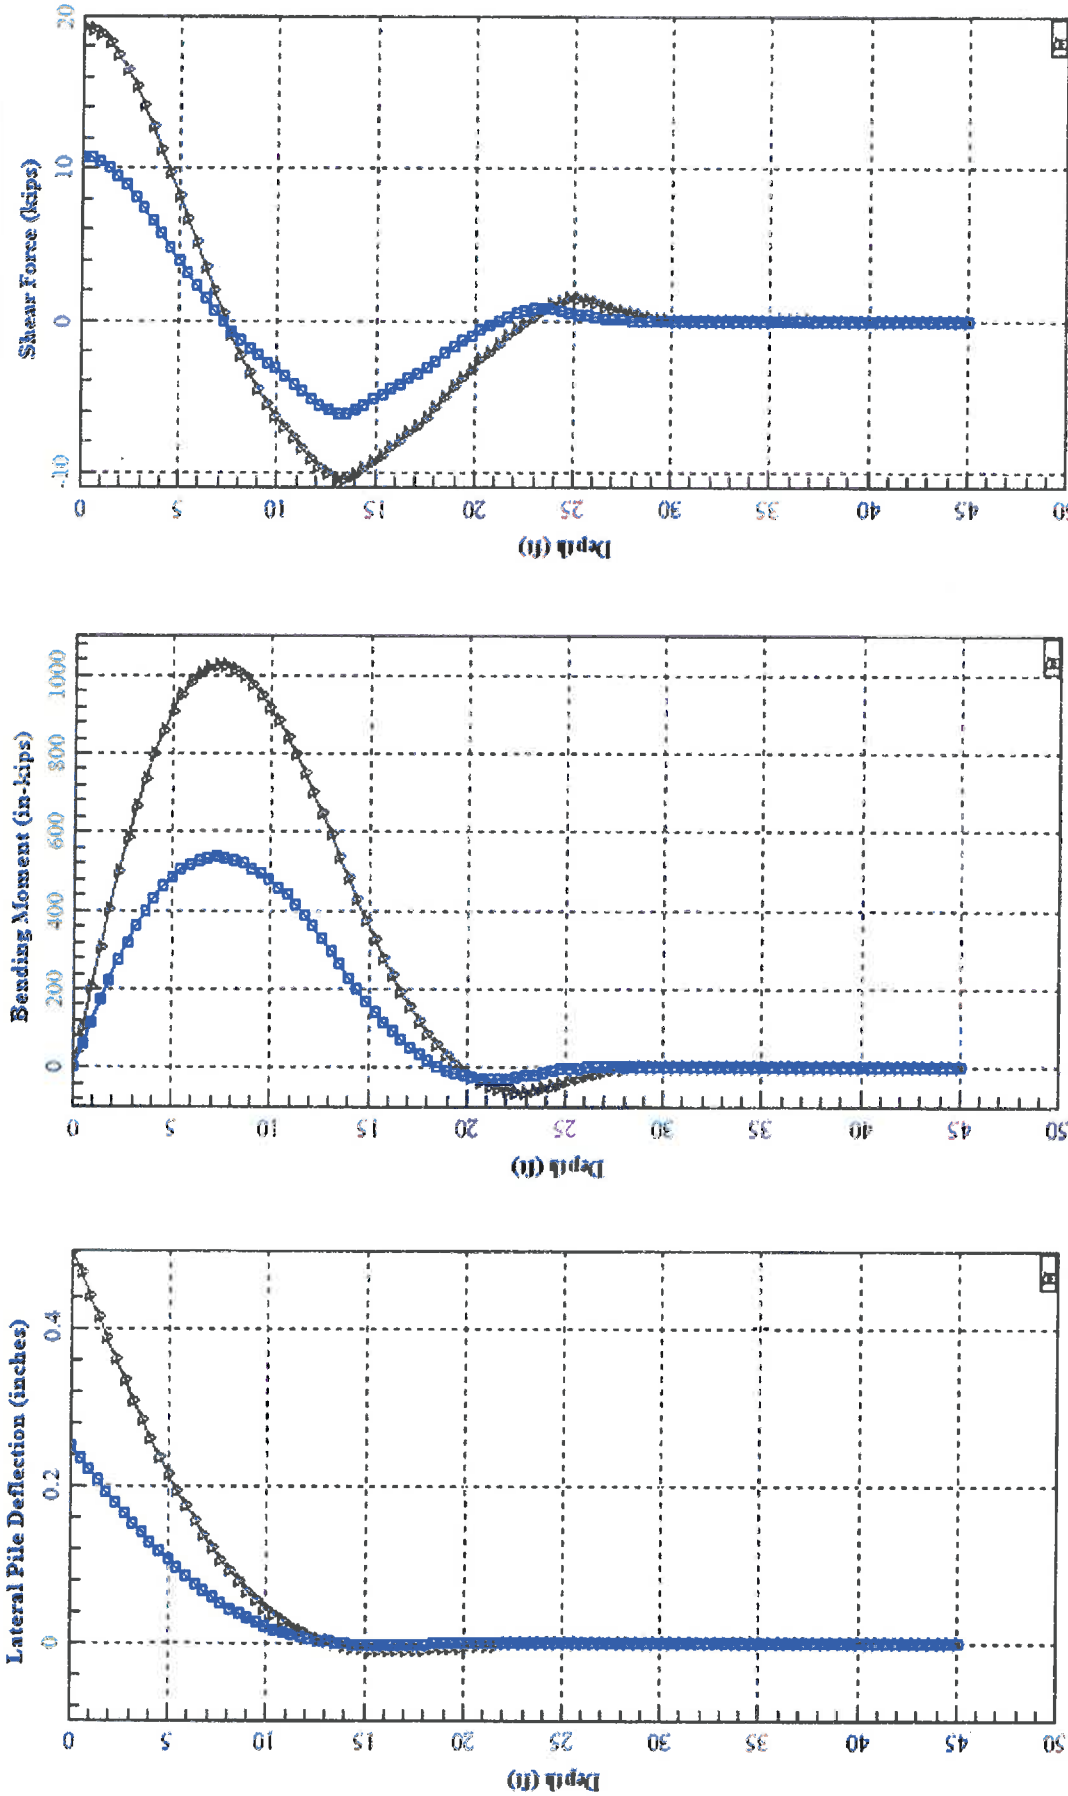 Shear Force (kips)
-10 0 10 20
Depth (ft)
0 5 10 15 20 25 30 35 40 45 50
Bending Moment (in-kips)
0 200 400 600 800 1000
Depth (ft)
0 5 10 15 20 25 30 35 40 45 50
Lateral Pile Deflection (inches)
0 0.2 0.4
Depth (ft)
0 5 10 15 20 25 30 35 40 45 50